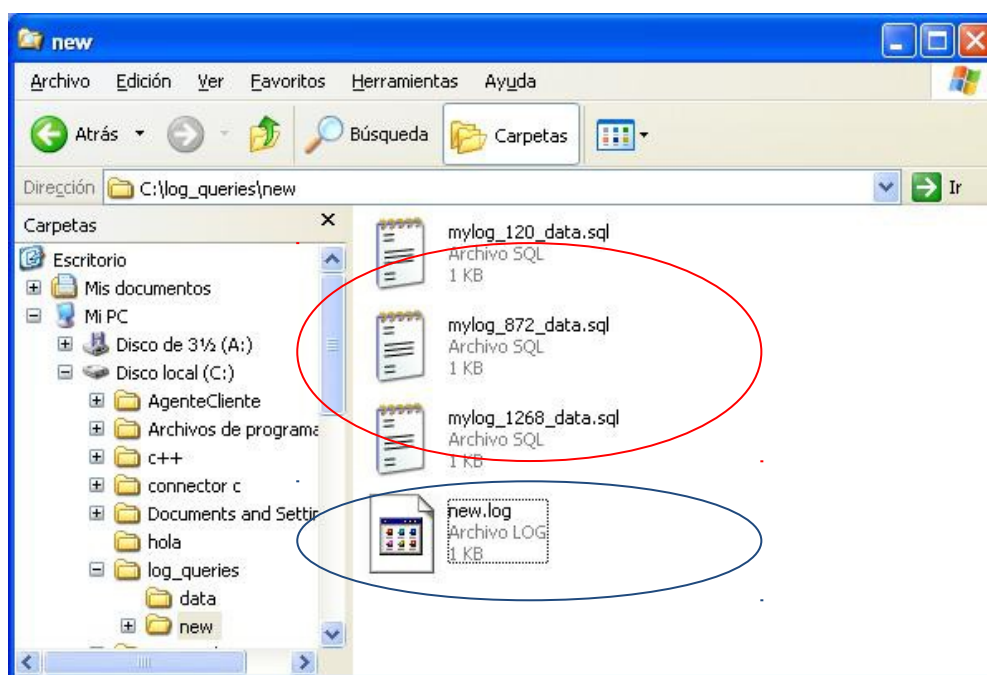 new
Archivo Edición Ver Favoritos Herramientas Ayuda
Atrás Búsqueda Carpetas
Dirección C:\log_queries\new Ir
Carpetas
Escritorio
Mis documentos
Mi PC
Disco de 3½ (A:)
Disco local (C:)
AgenteCliente
Archivos de programa
c++
connector c
Documents and Settin
hola
log_queries
data
new
mylog_120_data.sql
Archivo SQL
1 KB
mylog_872_data.sql
Archivo SQL
1 KB
mylog_1268_data.sql
Archivo SQL
1 KB
new.log
Archivo LOG
1 KB